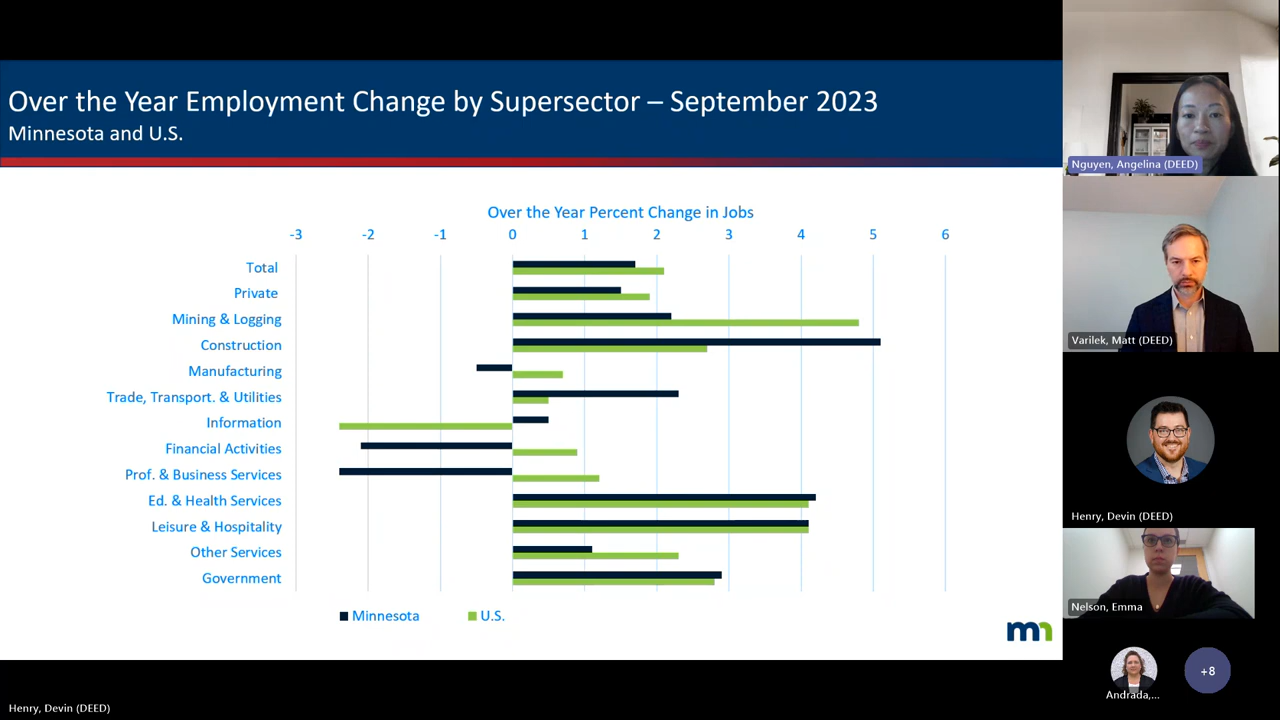 Over the Year Employment Change by Supersector – September 2023
Minnesota and U.S.
Over the Year Percent Change in Jobs
-3 -2 -1 0 1 2 3 4 5 6
Total
Private
Mining & Logging
Construction
Manufacturing
Trade, Transport. & Utilities
Information
Financial Activities
Prof. & Business Services
Ed. & Health Services
Leisure & Hospitality
Other Services
Government
Minnesota U.S.
mn
Nguyen, Angelina (DEED)
Varilek, Matt (DEED)
Henry, Devin (DEED)
Nelson, Emma
Andrada,...
+8
Henry, Devin (DEED)